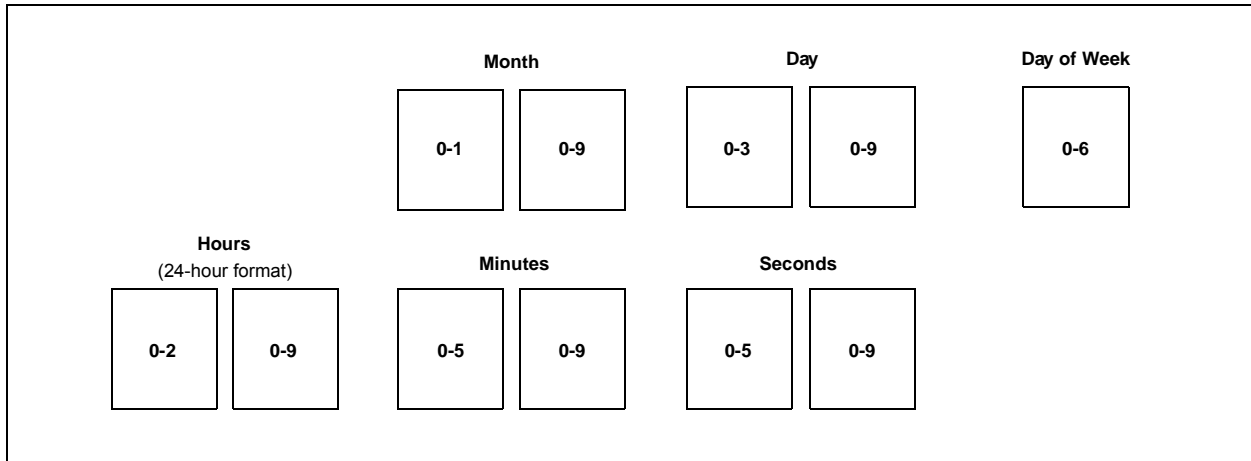 Month Day Day of Week
0-1 0-9 0-3 0-9 0-6
Hours
(24-hour format)
Minutes Seconds
0-2 0-9 0-5 0-9 0-5 0-9